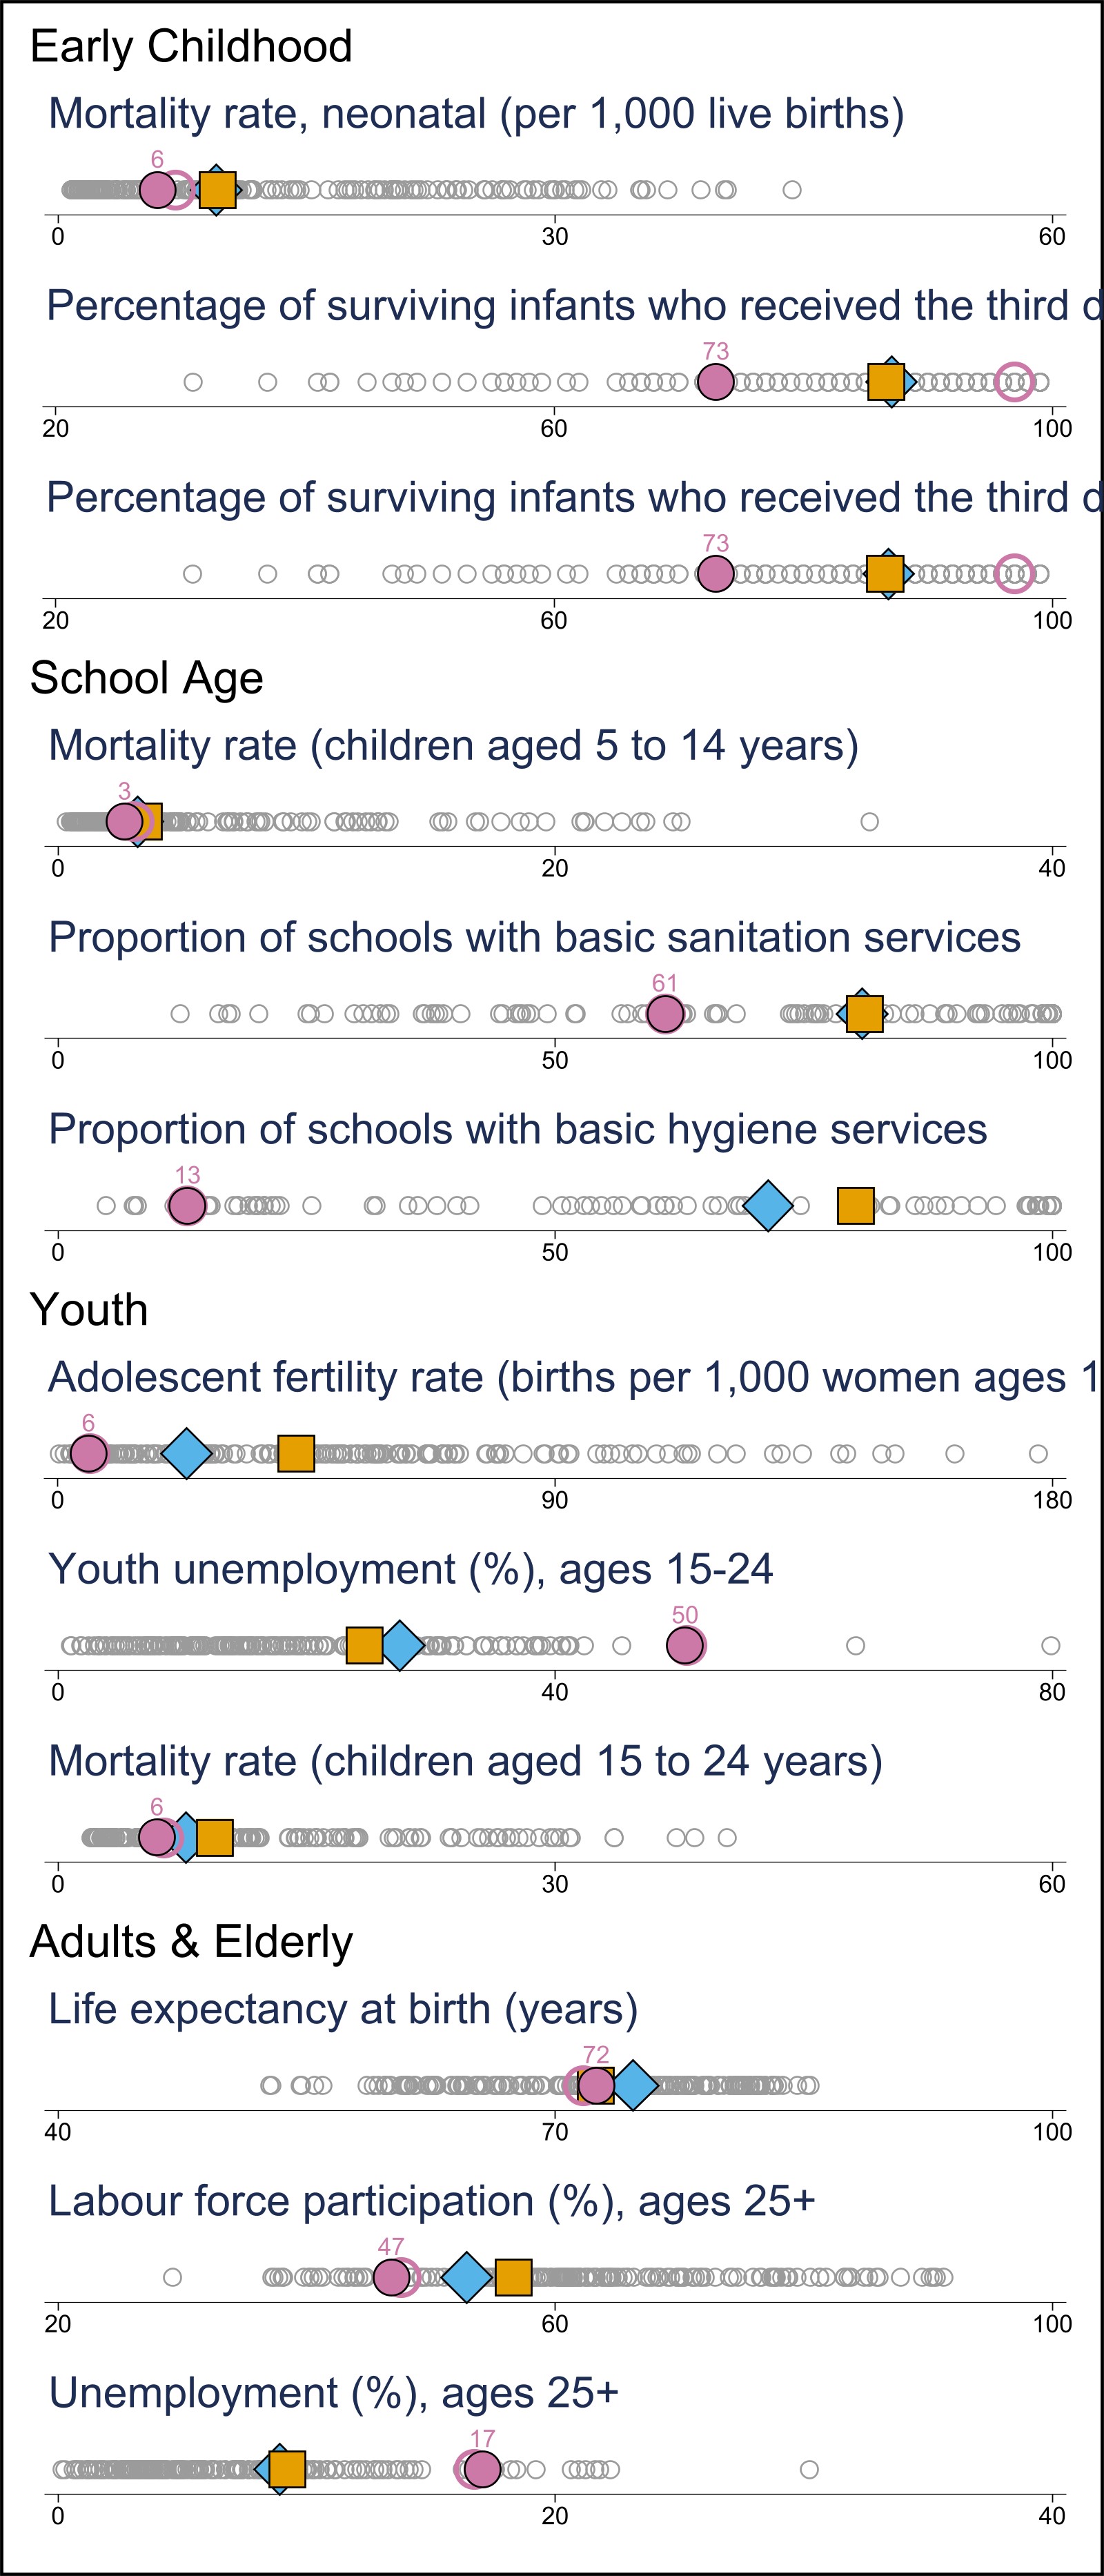 Early Childhood
Mortality rate, neonatal (per 1,000 live births)
6
0 30 60
Percentage of surviving infants who received the third d
73
20 60 100
Percentage of surviving infants who received the third d
73
20 60 100
School Age
Mortality rate (children aged 5 to 14 years)
3
0 20 40
Proportion of schools with basic sanitation services
61
0 50 100
Proportion of schools with basic hygiene services
13
0 50 100
Youth
Adolescent fertility rate (births per 1,000 women ages 1
6
0 90 180
Youth unemployment (%), ages 15-24
50
0 40 80
Mortality rate (children aged 15 to 24 years)
6
0 30 60
Adults & Elderly
Life expectancy at birth (years)
72
40 70 100
Labour force participation (%), ages 25+
47
20 60 100
Unemployment (%), ages 25+
17
0 20 40